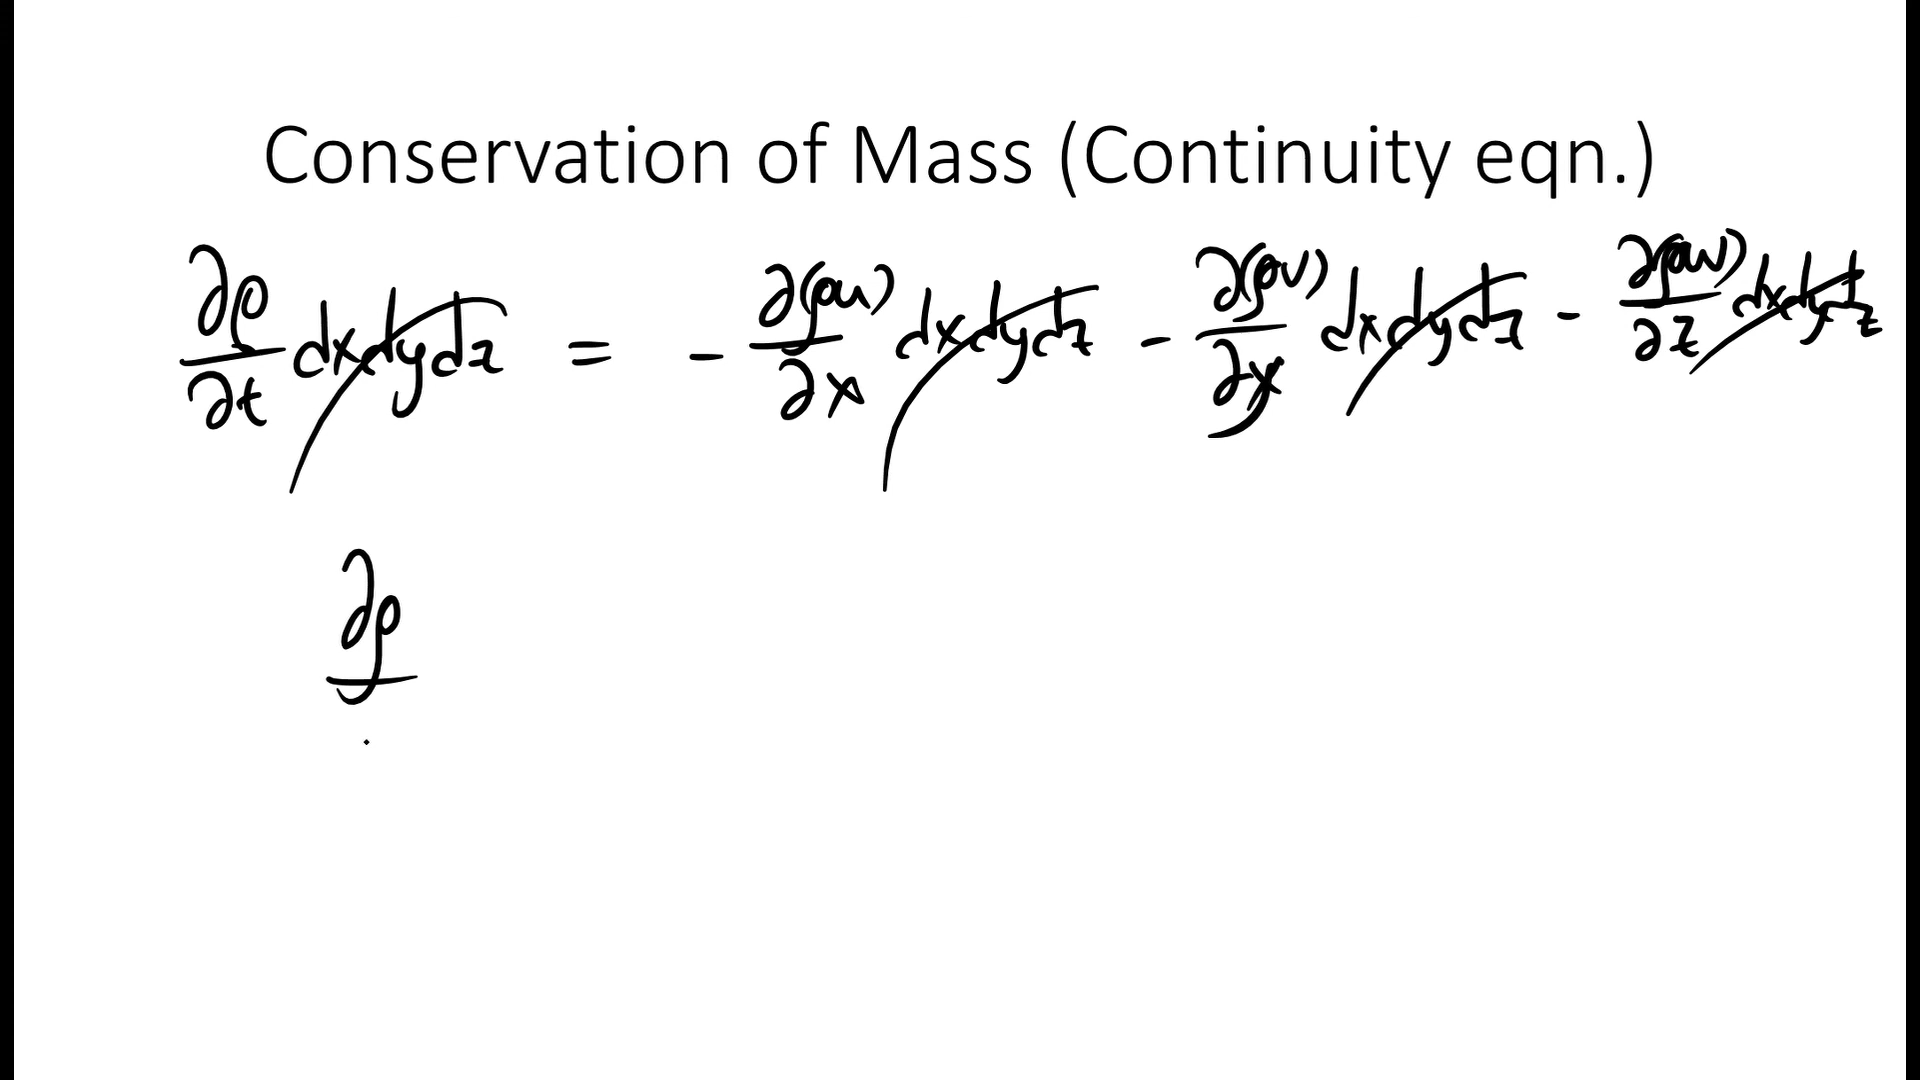 Conservation of Mass (Continuity eqn.)
∂ρ/∂t dxdydz = - ∂(ρu)/∂x dxdydz - ∂(ρv)/∂y dxdydz - ∂(ρw)/∂z dxdydz
∂ρ